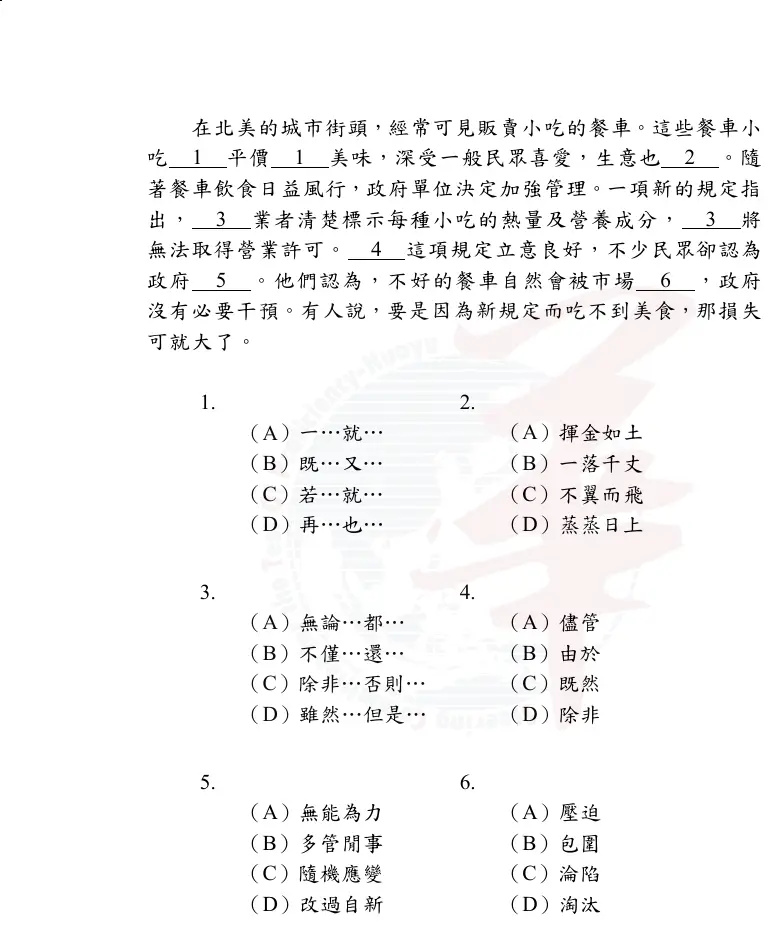 在北美的城市街頭，經常可見販賣小吃的餐車。這些餐車小
吃 1 平價 1 美味，深受一般民眾喜愛，生意也 2 。隨
著餐車飲食日益風行，政府單位決定加強管理。一項新的規定指
出， 3 業者清楚標示每種小吃的熱量及營養成分， 3 將
無法取得營業許可。 4 這項規定立意良好，不少民眾卻認為
政府 5 。他們認為，不好的餐車自然會被市場 6 ，政府
沒有必要干預。有人說，要是因為新規定而吃不到美食，那損失
可就大了。
1.
（A）一…就…
（B）既…又…
（C）若…就…
（D）再…也…
2.
（A）揮金如土
（B）一落千丈
（C）不翼而飛
（D）蒸蒸日上
3.
（A）無論…都…
（B）不僅…還…
（C）除非…否則…
（D）雖然…但是…
4.
（A）儘管
（B）由於
（C）既然
（D）除非
5.
（A）無能為力
（B）多管閒事
（C）隨機應變
（D）改過自新
6.
（A）壓迫
（B）包圍
（C）淪陷
（D）淘汰